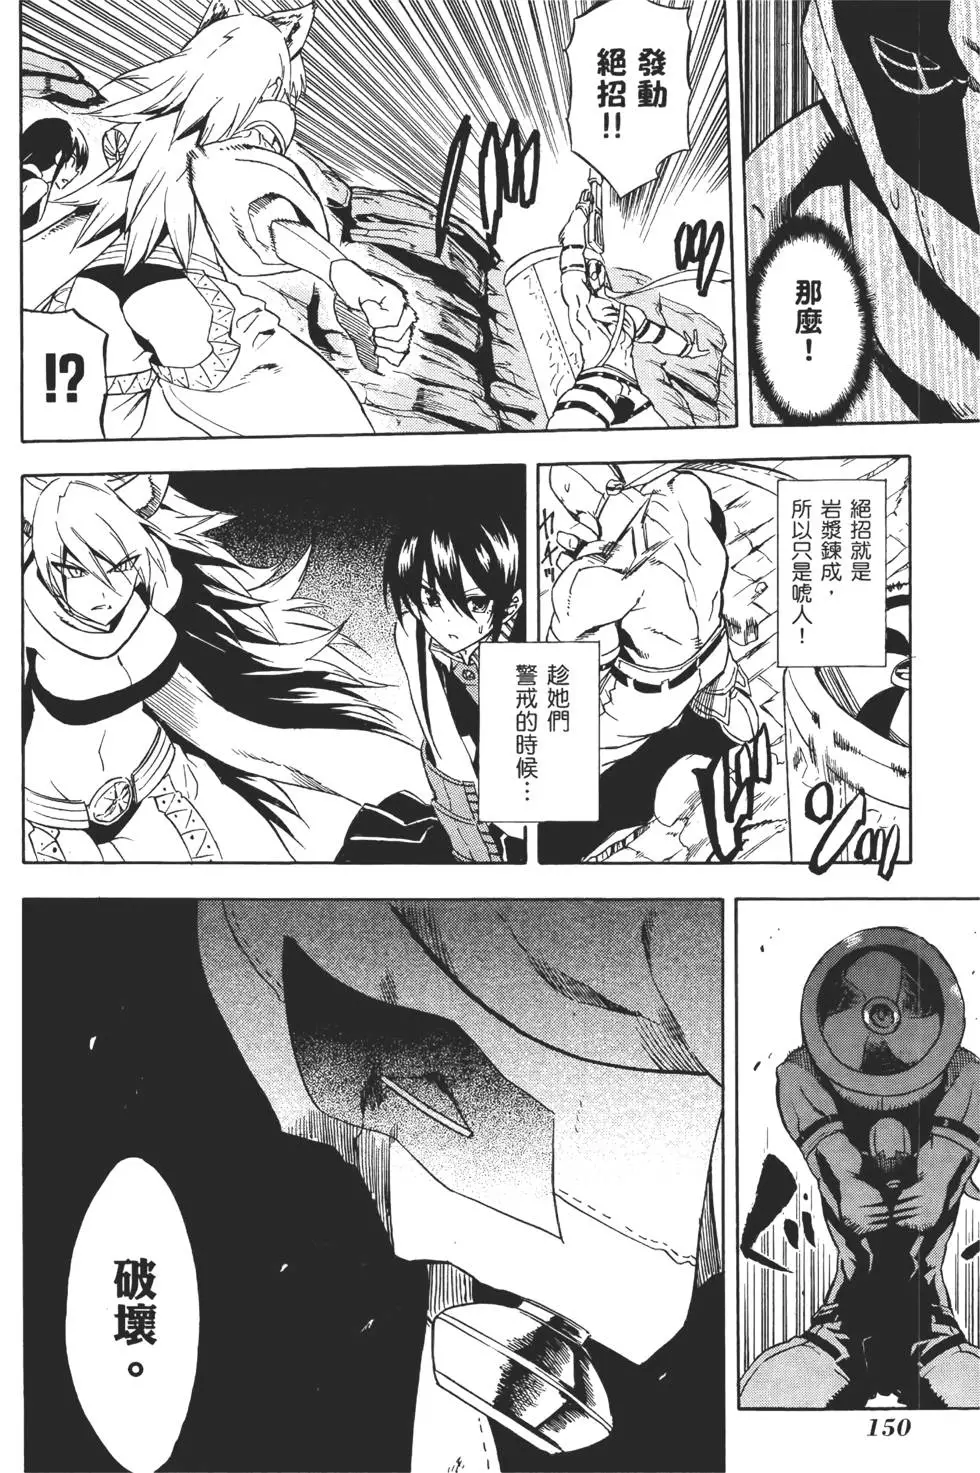 那麼！
發動
絕招!!
!?
絕招就是
岩漿鍊成，
所以只是唬人！
趁她們
警戒的時候…
破壞。
150